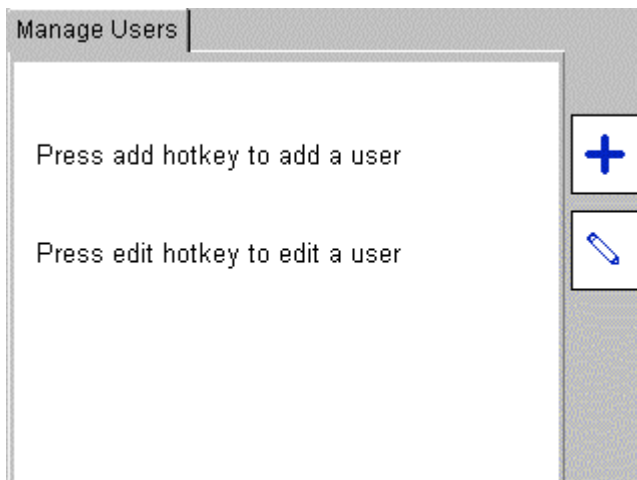 Manage Users
Press add hotkey to add a user
Press edit hotkey to edit a user